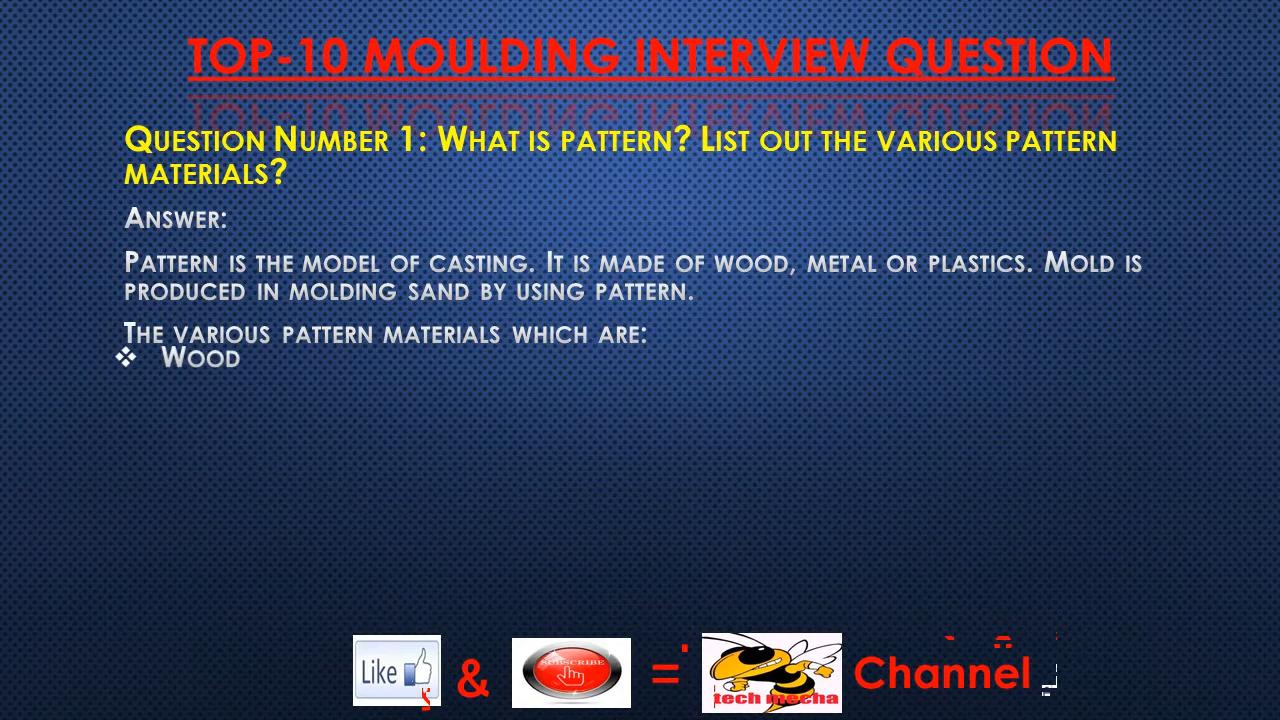 TOP-10 MOULDING INTERVIEW QUESTION
QUESTION NUMBER 1: WHAT IS PATTERN? LIST OUT THE VARIOUS PATTERN
MATERIALS?
ANSWER:
PATTERN IS THE MODEL OF CASTING. IT IS MADE OF WOOD, METAL OR PLASTICS. MOLD IS
PRODUCED IN MOLDING SAND BY USING PATTERN.
THE VARIOUS PATTERN MATERIALS WHICH ARE:
❖ WOOD
Like & SUBSCRIBE = tech mecha Channel